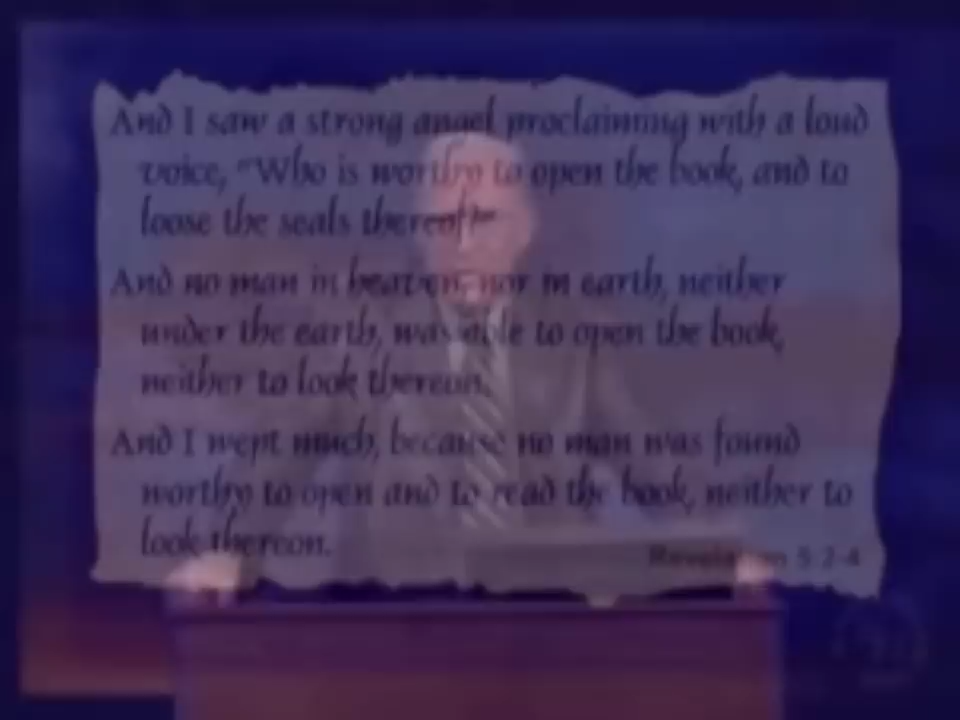 And I saw a strong angel proclaiming with a loud
voice, "Who is worthy to open the book, and to
loose the seals thereof?"
And no man in heaven, nor in earth, neither
under the earth, was able to open the book,
neither to look thereon.
And I wept much, because no man was found
worthy to open and to read the book, neither to
look thereon.
Revelation 5:2-4